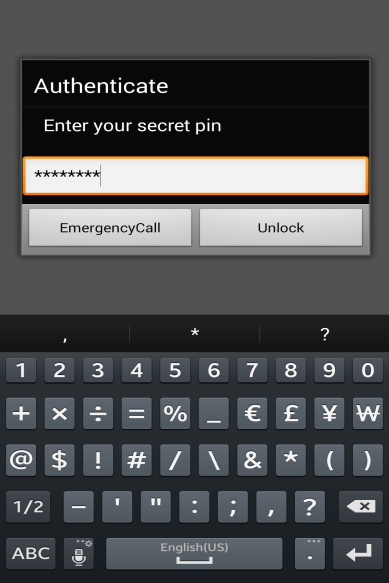 Authenticate
Enter your secret pin
********
EmergencyCall Unlock
, * ?
1 2 3 4 5 6 7 8 9 0
+ × ÷ = % _ € £ ¥ ₩
@ $ ! # / \ & * ( )
1/2 – ' " : ; , ?
ABC English(US) .